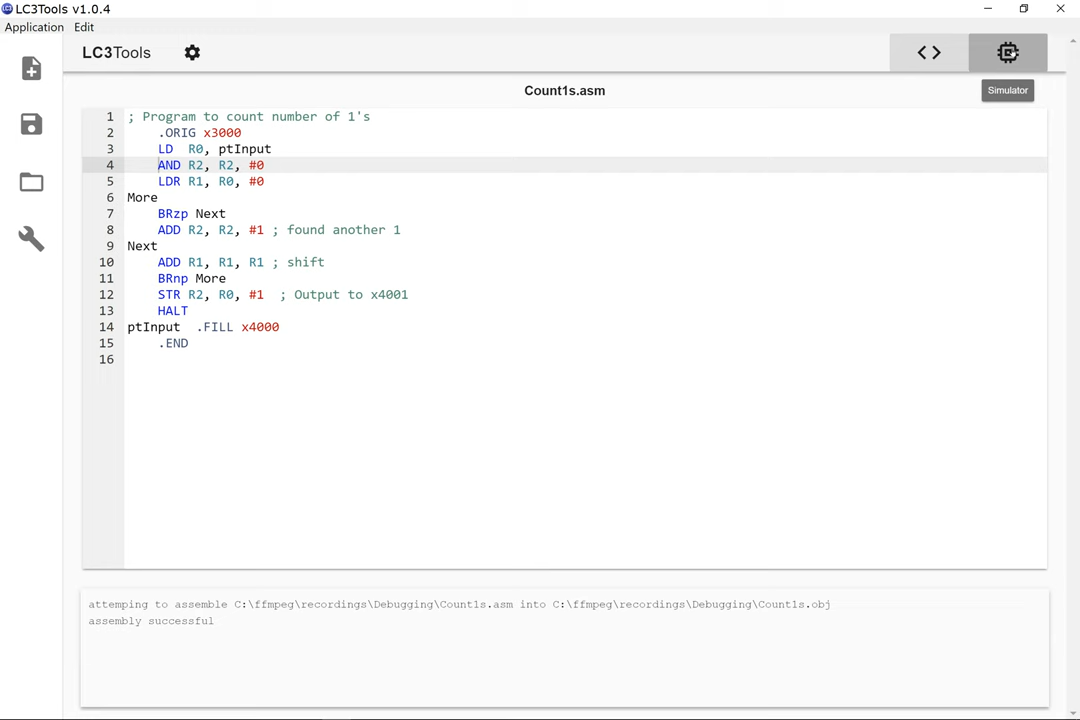 LC3Tools v1.0.4
Application Edit
LC3Tools
Simulator
Count1s.asm
1 ; Program to count number of 1's
2 .ORIG x3000
3 LD R0, ptInput
4 AND R2, R2, #0
5 LDR R1, R0, #0
6 More
7 BRzp Next
8 ADD R2, R2, #1 ; found another 1
9 Next
10 ADD R1, R1, R1 ; shift
11 BRnp More
12 STR R2, R0, #1 ; Output to x4001
13 HALT
14 ptInput .FILL x4000
15 .END
16
attemping to assemble C:\ffmpeg\recordings\Debugging\Count1s.asm into C:\ffmpeg\recordings\Debugging\Count1s.obj
assembly successful